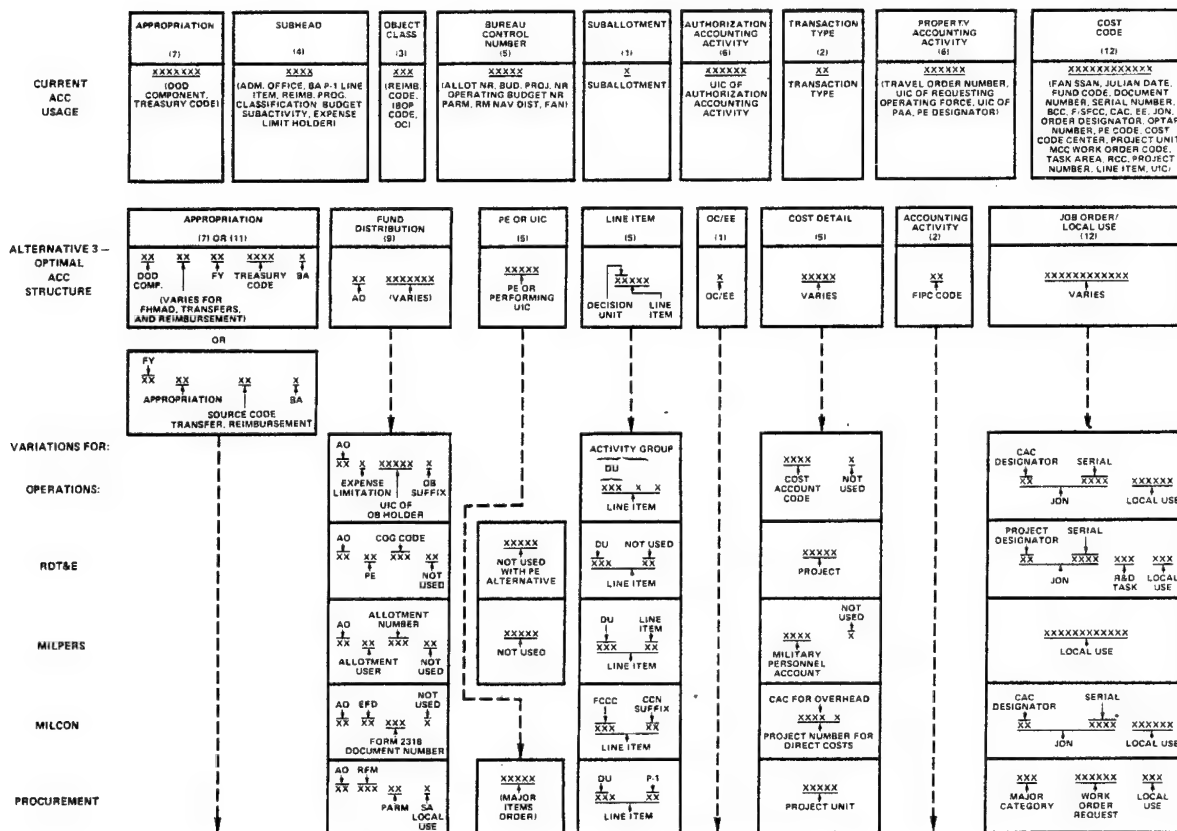 CURRENT
ACC
USAGE
APPROPRIATION
(7)
XXXXXXX
(DOD
COMPONENT,
TREASURY CODE)
SUBHEAD
(4)
XXXX
(ADM. OFFICE, BA P-1 LINE
ITEM, REIMB. PROG.
CLASSIFICATION BUDGET
SUBACTIVITY, EXPENSE
LIMIT HOLDER)
OBJECT
CLASS
(3)
XXX
(REIMB.
CODE,
IBOP
CODE,
OC)
BUREAU
CONTROL
NUMBER
(5)
XXXXX
(ALLOT NR, BUD. PROJ. NR
OPERATING BUDGET NR
PARM, RM NAV DIST, FAN)
SUBALLOTMENT
(1)
X
SUBALLOTMENT
AUTHORIZATION
ACCOUNTING
ACTIVITY
(6)
XXXXXX
UIC OF
AUTHORIZATION
ACCOUNTING
ACTIVITY
TRANSACTION
TYPE
(2)
XX
TRANSACTION
TYPE
PROPERTY
ACCOUNTING
ACTIVITY
(6)
XXXXXX
(TRAVEL ORDER NUMBER,
UIC OF REQUESTING
OPERATING FORCE, UIC OF
PAA, PE DESIGNATOR)
COST
CODE
(12)
XXXXXXXXXXXX
(FAN SSAN, JULIAN DATE,
FUND CODE, DOCUMENT
NUMBER, SERIAL NUMBER,
BCC, F/SFCC, CAC, EE, JON,
ORDER DESIGNATOR, OPTAR
NUMBER, PE CODE, COST
CODE CENTER, PROJECT UNIT,
MCC WORK ORDER CODE,
TASK AREA, RCC, PROJECT
NUMBER, LINE ITEM, UIC)
ALTERNATIVE 3 —
OPTIMAL
ACC
STRUCTURE
APPROPRIATION
(7) OR (11)
XX XX XX XXXX X
DOD
COMP.
FY
TREASURY
CODE
BA
(VARIES FOR
FHMAD, TRANSFERS,
AND REIMBURSEMENT)
OR
FY
XX XX XX X
APPROPRIATION
BA
SOURCE CODE
TRANSFER, REIMBURSEMENT
FUND
DISTRIBUTION
(9)
XX XXXXXXX
AO
(VARIES)
PE OR UIC
(5)
XXXXX
PE OR
PERFORMING
UIC
LINE ITEM
(5)
XXXXX
DECISION
UNIT
LINE
ITEM
OC/EE
(1)
X
OC/EE
COST DETAIL
(5)
XXXXX
VARIES
ACCOUNTING
ACTIVITY
(2)
XX
FIPC CODE
JOB ORDER/
LOCAL USE
(12)
XXXXXXXXXXXX
VARIES
VARIATIONS FOR:
OPERATIONS:
AO
XX X XXXXX X
EXPENSE
LIMITATION
OB
SUFFIX
UIC OF
OB HOLDER
ACTIVITY GROUP
DU
XXX X X
LINE ITEM
XXXX X
COST
ACCOUNT
CODE
NOT
USED
CAC
DESIGNATOR
SERIAL
XX XXXX XXXXXX
JON
LOCAL USE
RDT&E
AO
COG CODE
XX XX XXX XX
PE
NOT
USED
XXXXX
NOT USED
WITH PE
ALTERNATIVE
DU NOT USED
XXX XX
LINE ITEM
XXXXX
PROJECT
PROJECT
DESIGNATOR
SERIAL
XX XXXX XXX XXX
JON
R&D
TASK
LOCAL
USE
MILPERS
ALLOTMENT
NUMBER
AO
XX XX XXX XX
ALLOTMENT
USER
NOT
USED
XXXXX
NOT USED
DU
LINE
ITEM
XXX XX
LINE ITEM
NOT
USED
XXXX X
MILITARY
PERSONNEL
ACCOUNT
XXXXXXXXXXXX
LOCAL USE
MILCON
NOT
USED
AO EFD
XX XX XXX X
FORM 2318
DOCUMENT NUMBER
FCCC
CCN
SUFFIX
XXX XX
LINE ITEM
CAC FOR OVERHEAD
XXXX X
PROJECT NUMBER FOR
DIRECT COSTS
CAC
DESIGNATOR
SERIAL
XX XXXX XXXXXX
JON
LOCAL USE
PROCUREMENT
AO RFM
XX XXX XX X
PARM
SA
LOCAL
USE
XXXXX
(MAJOR
ITEMS
ORDER)
DU P-1
XXX XX
LINE ITEM
XXXXX
PROJECT UNIT
XXX XXXXXX XXX
MAJOR
CATEGORY
WORK
ORDER
REQUEST
LOCAL
USE